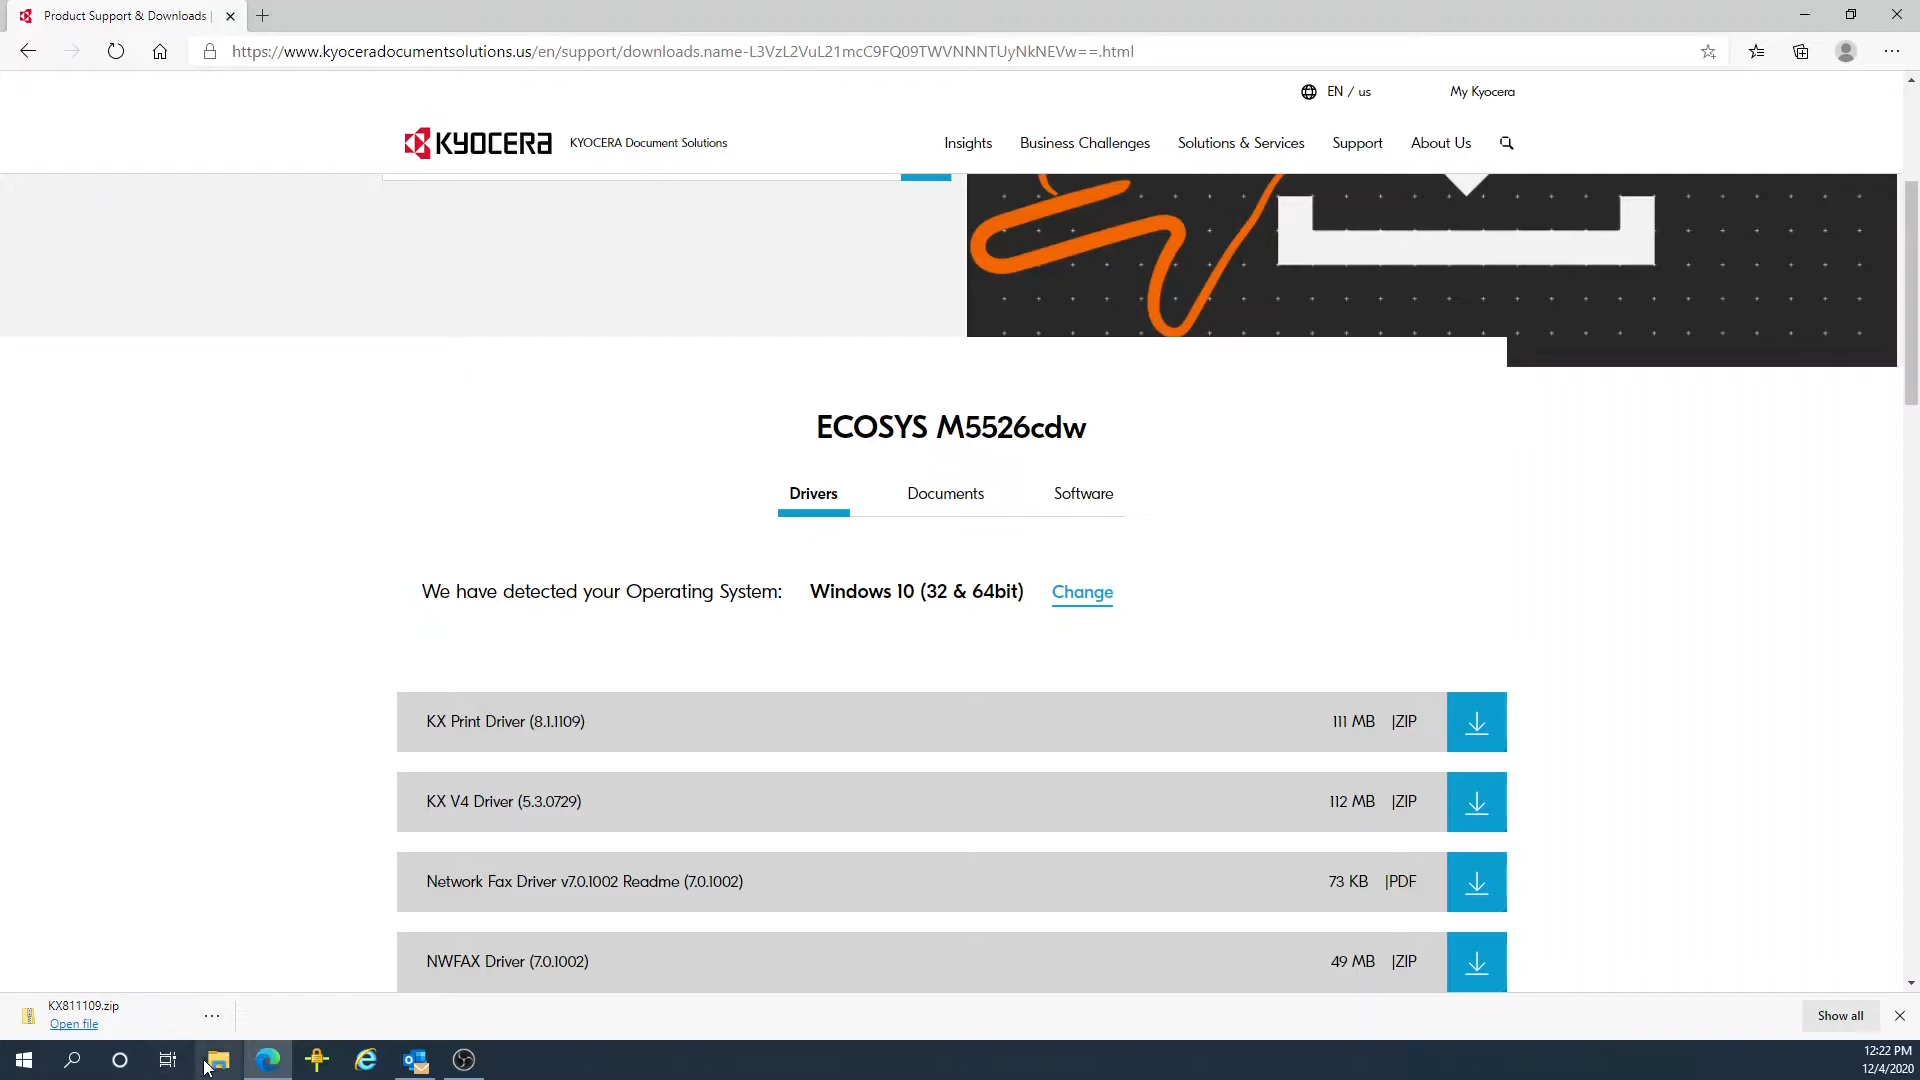 Product Support & Downloads |
https://www.kyoceradocumentsolutions.us/en/support/downloads.name-L3VzL2VuL21mcC9FQ09TWVNNNTUyNkNEVw==.html
EN / us
My Kyocera
KYOCERA
KYOCERA Document Solutions
Insights
Business Challenges
Solutions & Services
Support
About Us
ECOSYS M5526cdw
Drivers
Documents
Software
We have detected your Operating System: Windows 10 (32 & 64bit) Change
KX Print Driver (8.1.1109) 111 MB |ZIP
KX V4 Driver (5.3.0729) 112 MB |ZIP
Network Fax Driver v7.0.1002 Readme (7.0.1002) 73 KB |PDF
NWFAX Driver (7.0.1002) 49 MB |ZIP
KX811109.zip
Open file
Show all
12:22 PM
12/4/2020